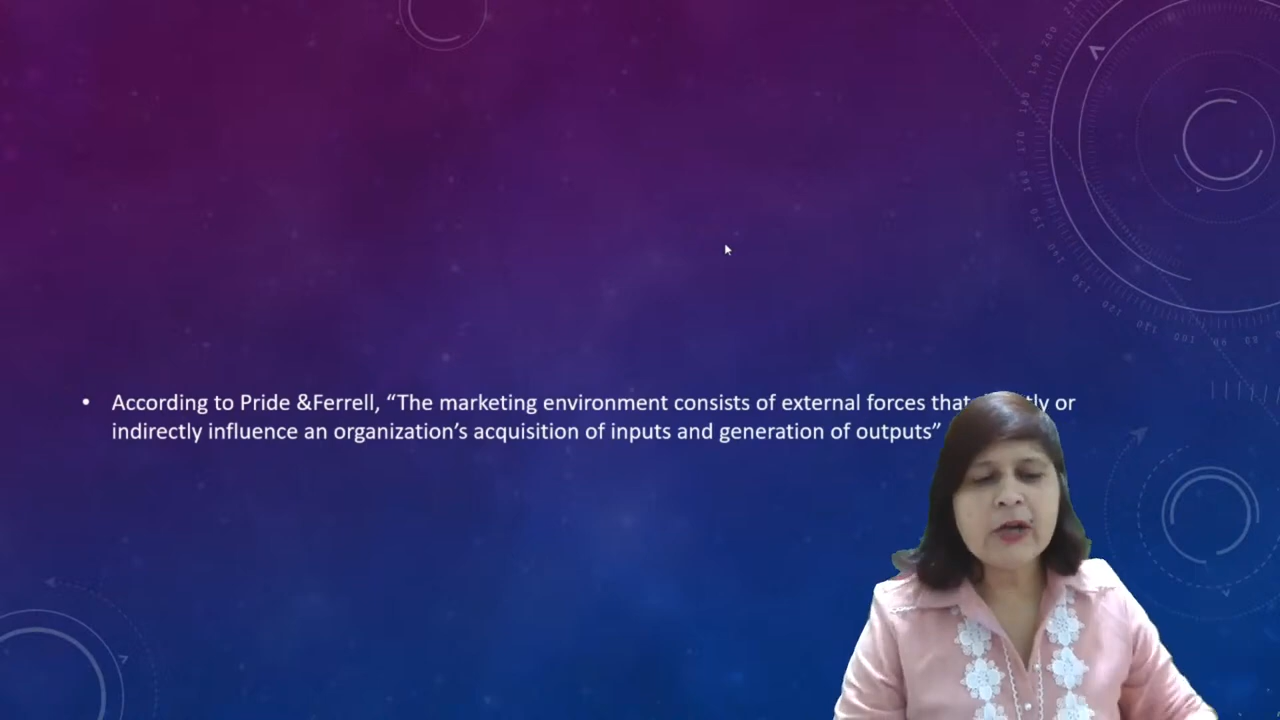 • According to Pride &Ferrell, “The marketing environment consists of external forces that or
indirectly influence an organization’s acquisition of inputs and generation of outputs”